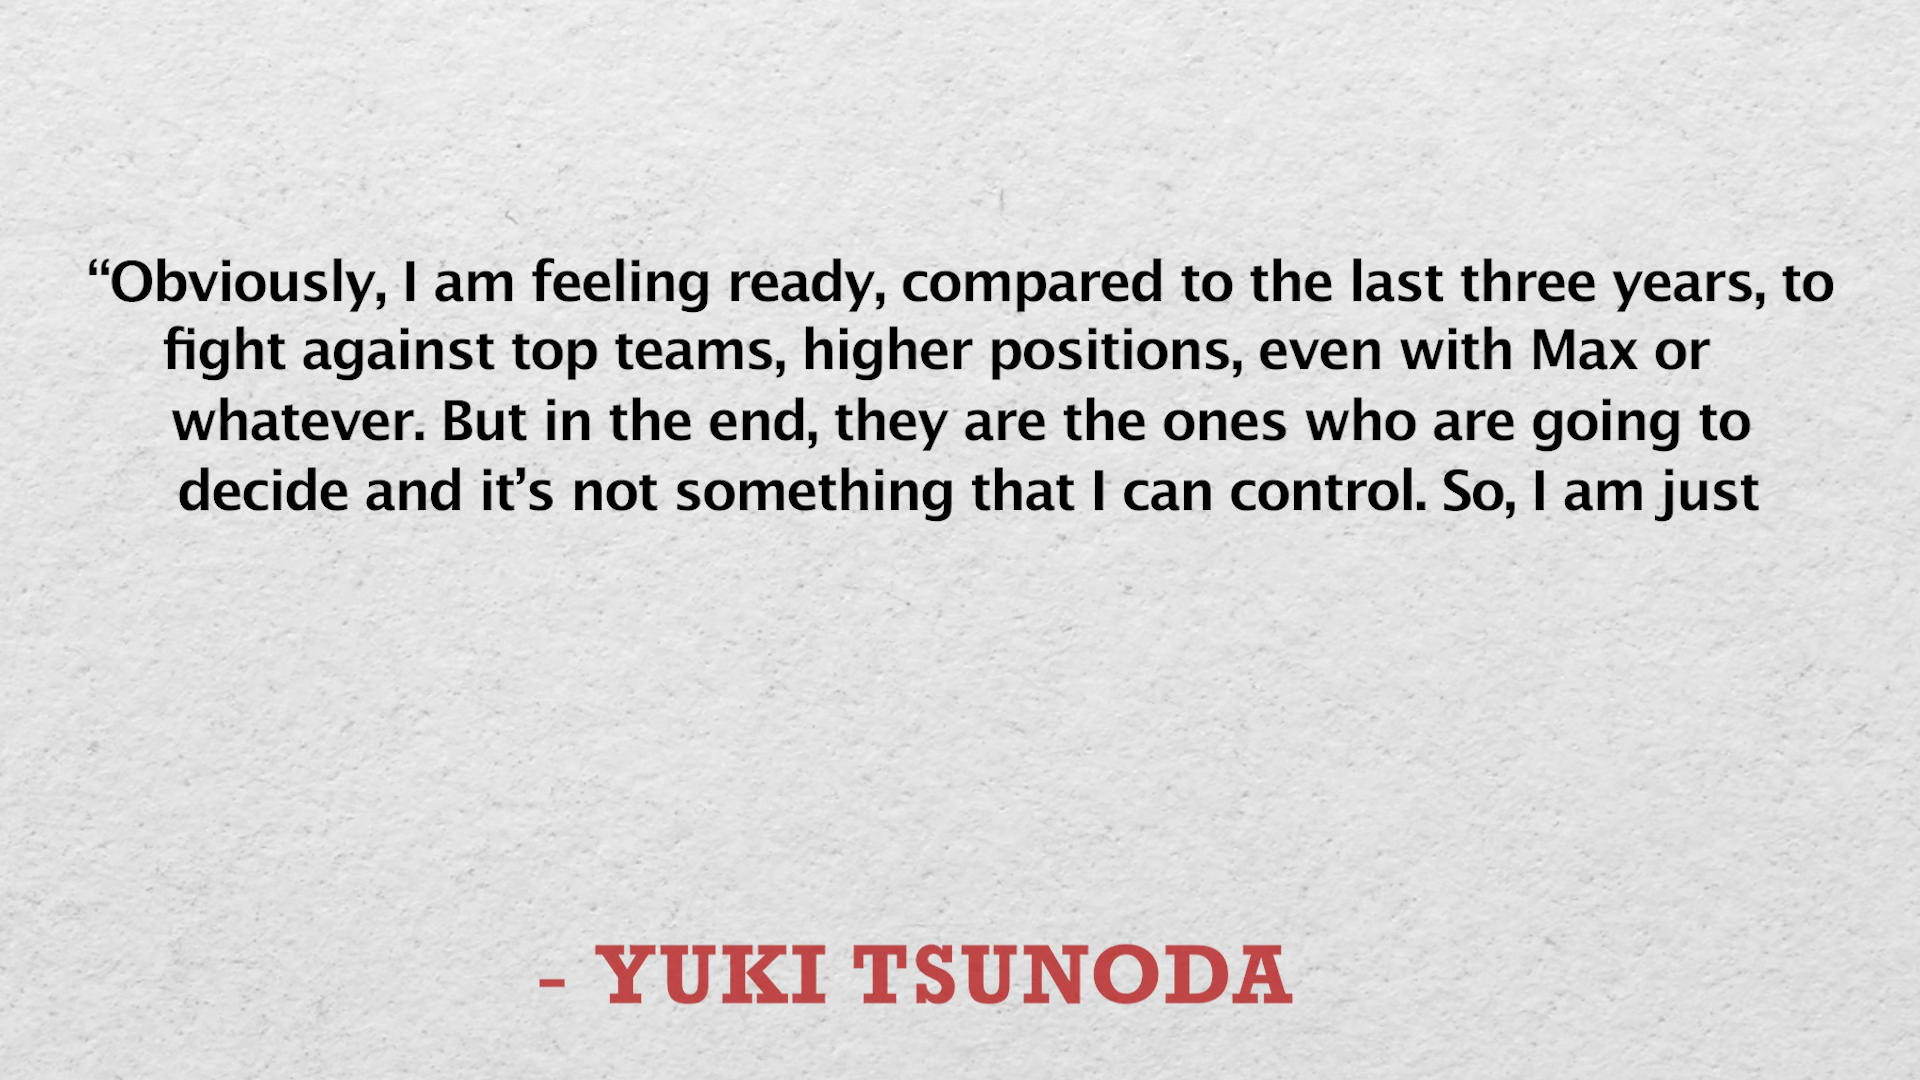 “Obviously, I am feeling ready, compared to the last three years, to
fight against top teams, higher positions, even with Max or
whatever. But in the end, they are the ones who are going to
decide and it’s not something that I can control. So, I am just
- YUKI TSUNODA